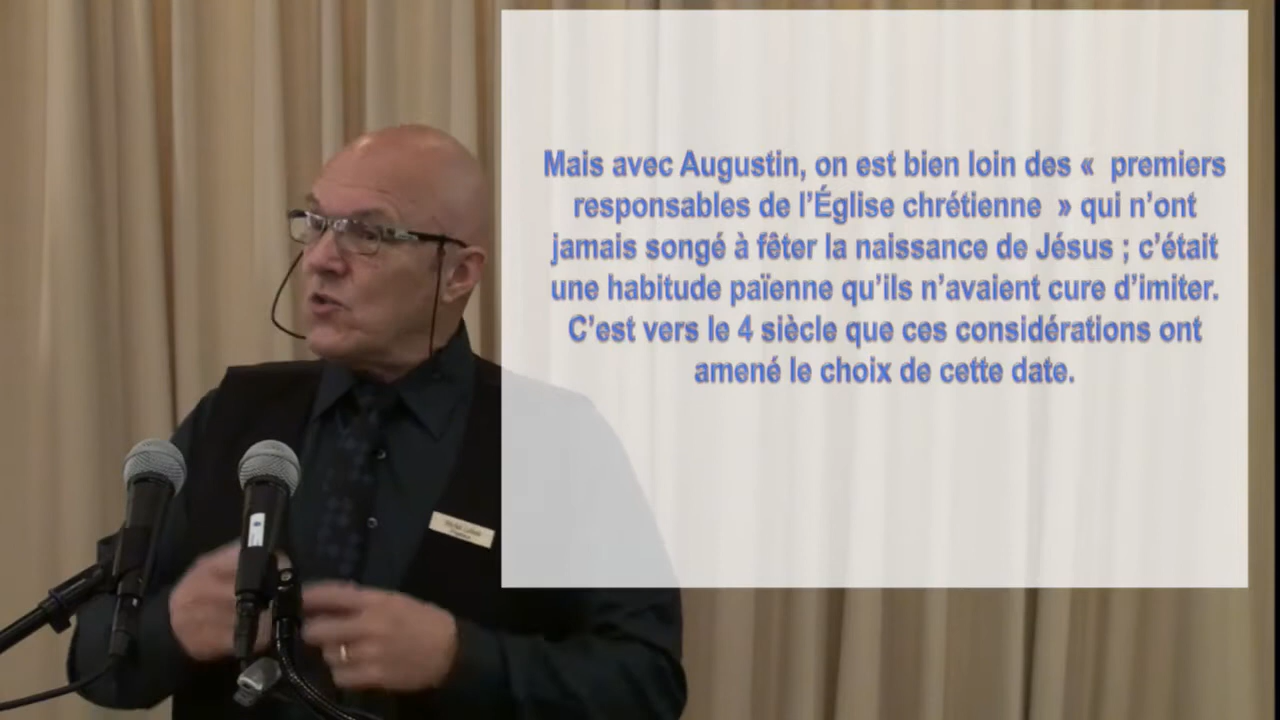 Mais avec Augustin, on est bien loin des «  premiers
responsables de l’Église chrétienne  » qui n’ont
jamais songé à fêter la naissance de Jésus ; c’était
une habitude païenne qu’ils n’avaient cure d’imiter.
C’est vers le 4 siècle que ces considérations ont
amené le choix de cette date.